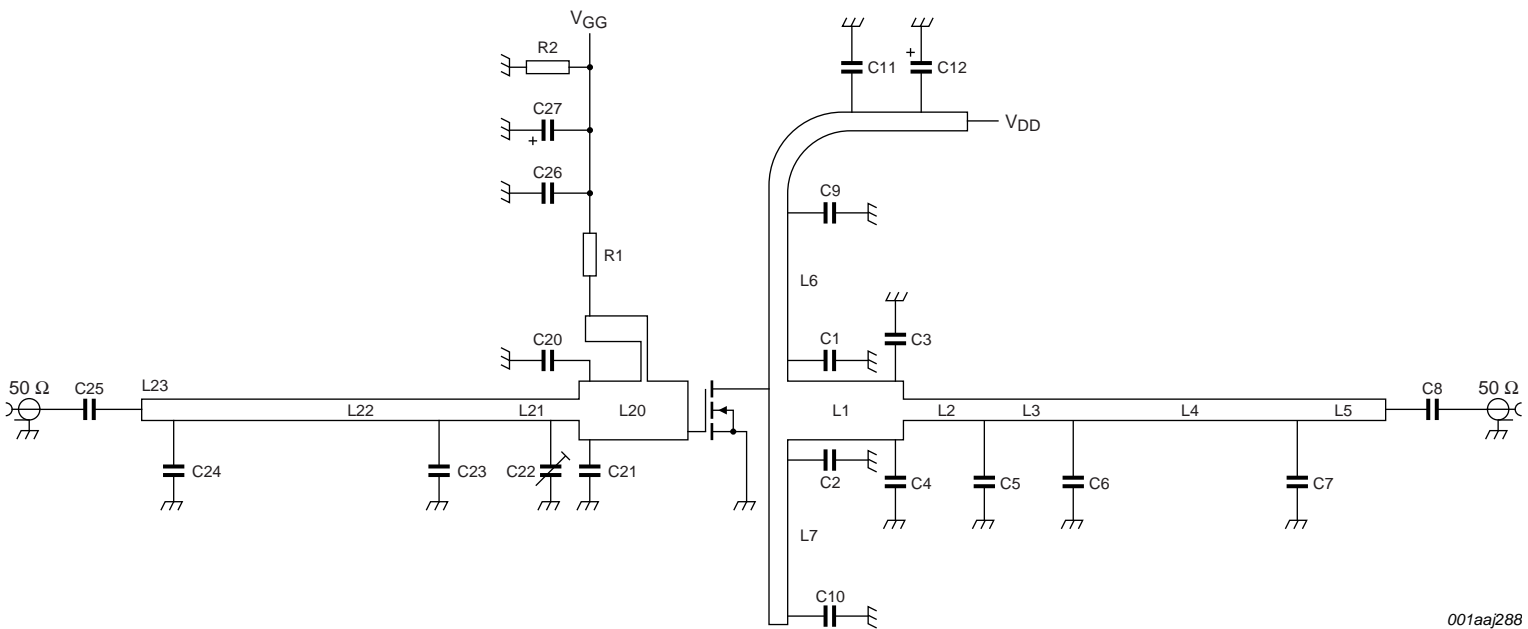 VGG
R2
C11
C12
+
C27
+
VDD
C26
C9
R1
L6
C3
C20
C1
50 Ω
C25
L23
L22
L21
L20
L1
L2
L3
L4
L5
C8
50 Ω
C24
C23
C22
C21
C2
C4
C5
C6
C7
L7
C10
001aaj288